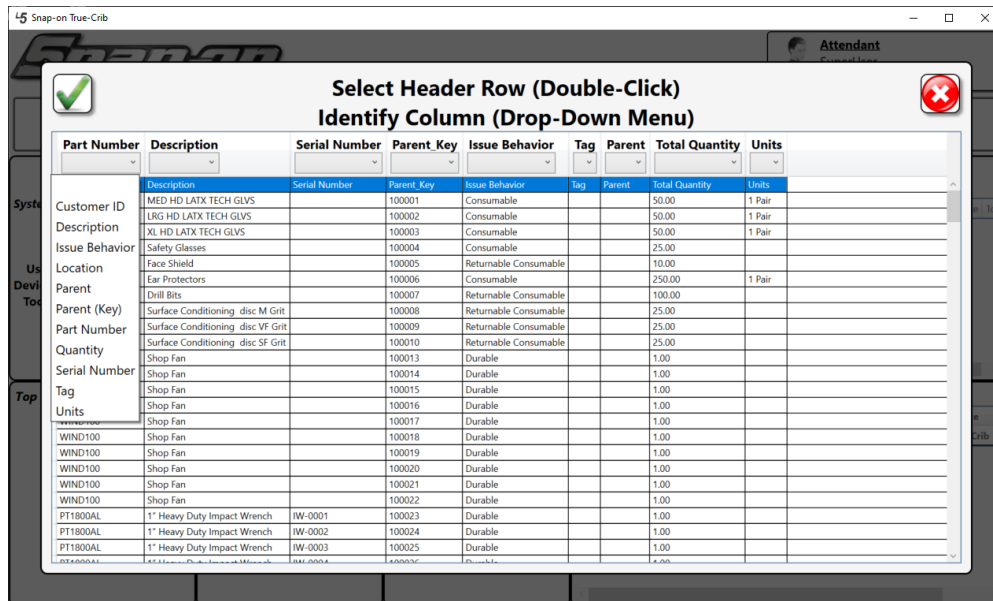 Snap-on True-Crib
Snap-on
Attendant
Select Header Row (Double-Click)
Identify Column (Drop-Down Menu)
Part Number Description Serial Number Parent_Key Issue Behavior Tag Parent Total Quantity Units
Description Serial Number Parent_Key Issue Behavior Tag Parent Total Quantity Units
MED HD LATX TECH GLVS 100001 Consumable 50.00 1 Pair
LRG HD LATX TECH GLVS 100002 Consumable 50.00 1 Pair
XL HD LATX TECH GLVS 100003 Consumable 50.00 1 Pair
Safety Glasses 100004 Consumable 25.00
Face Shield 100005 Returnable Consumable 10.00
Ear Protectors 100006 Consumable 250.00 1 Pair
Drill Bits 100007 Returnable Consumable 100.00
Surface Conditioning disc M Grit 100008 Returnable Consumable 25.00
Surface Conditioning disc VF Grit 100009 Returnable Consumable 25.00
Surface Conditioning disc SF Grit 100010 Returnable Consumable 25.00
Shop Fan 100013 Durable 1.00
Shop Fan 100014 Durable 1.00
Shop Fan 100015 Durable 1.00
Shop Fan 100016 Durable 1.00
WIND100 Shop Fan 100017 Durable 1.00
WIND100 Shop Fan 100018 Durable 1.00
WIND100 Shop Fan 100019 Durable 1.00
WIND100 Shop Fan 100020 Durable 1.00
WIND100 Shop Fan 100021 Durable 1.00
WIND100 Shop Fan 100022 Durable 1.00
PT1800AL 1" Heavy Duty Impact Wrench IW-0001 100023 Durable 1.00
PT1800AL 1" Heavy Duty Impact Wrench IW-0002 100024 Durable 1.00
PT1800AL 1" Heavy Duty Impact Wrench IW-0003 100025 Durable 1.00
Customer ID
Description
Issue Behavior
Location
Parent
Parent (Key)
Part Number
Quantity
Serial Number
Tag
Units
Top
Crib